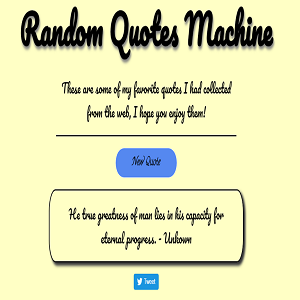 Random Quotes Machine
These are some of my favorite quotes I had collected
from the web, I hope you enjoy them!
New Quote
He true greatness of man lies in his capacity for
eternal progress. - Unkown
Tweet